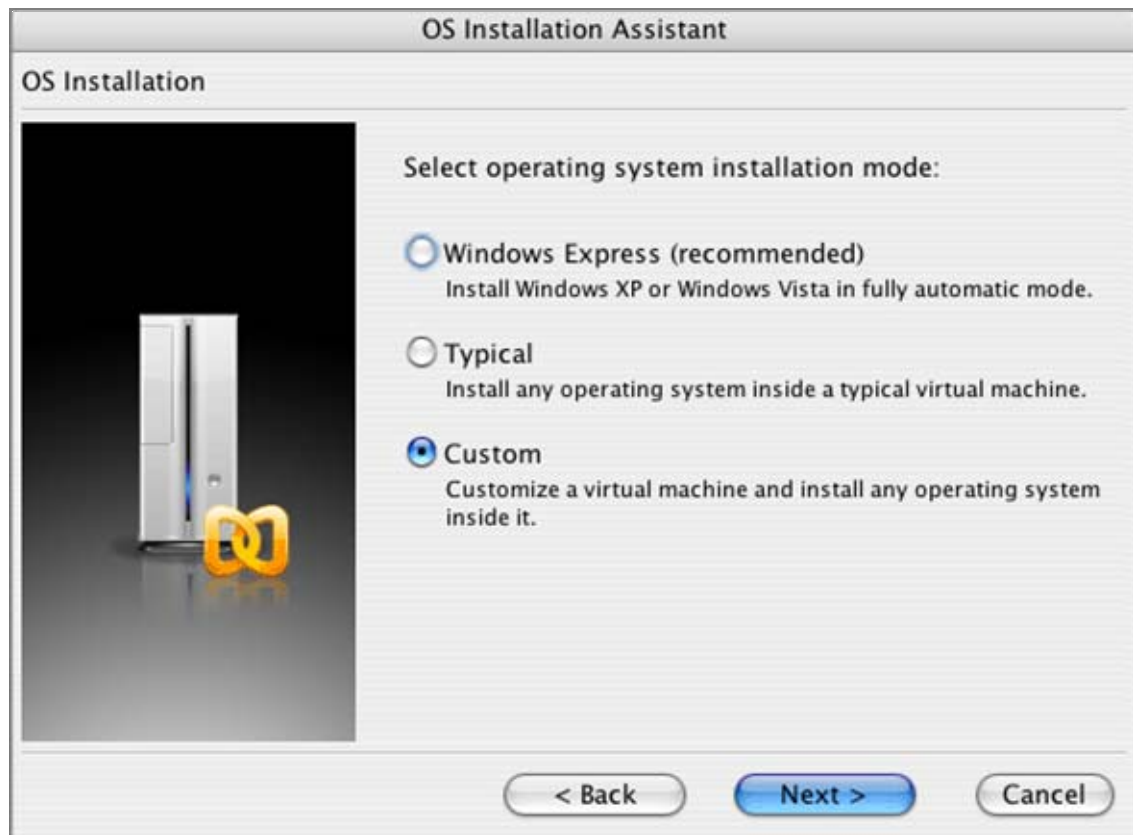 OS Installation Assistant
OS Installation
Select operating system installation mode:
Windows Express (recommended)
Install Windows XP or Windows Vista in fully automatic mode.
Typical
Install any operating system inside a typical virtual machine.
Custom
Customize a virtual machine and install any operating system
inside it.
< Back
Next >
Cancel